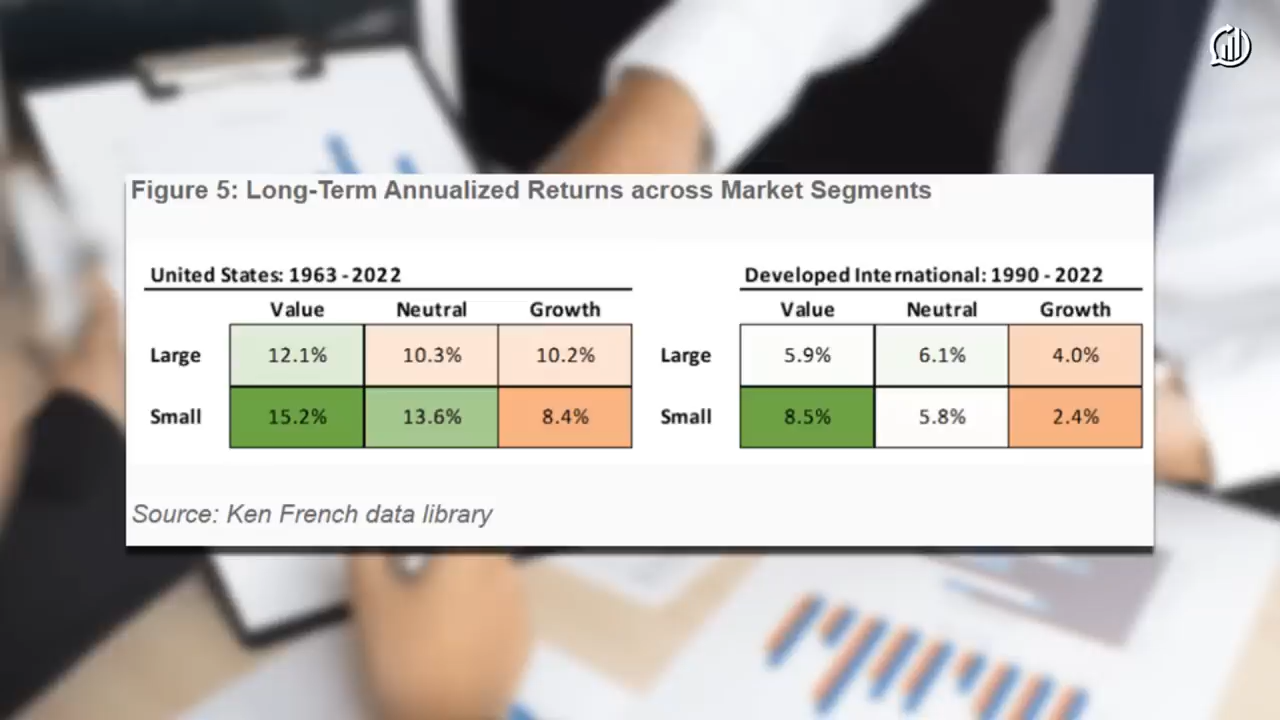 Figure 5: Long-Term Annualized Returns across Market Segments
United States: 1963 - 2022
Value Neutral Growth
Large 12.1% 10.3% 10.2%
Small 15.2% 13.6% 8.4%
Developed International: 1990 - 2022
Value Neutral Growth
Large 5.9% 6.1% 4.0%
Small 8.5% 5.8% 2.4%
Source: Ken French data library